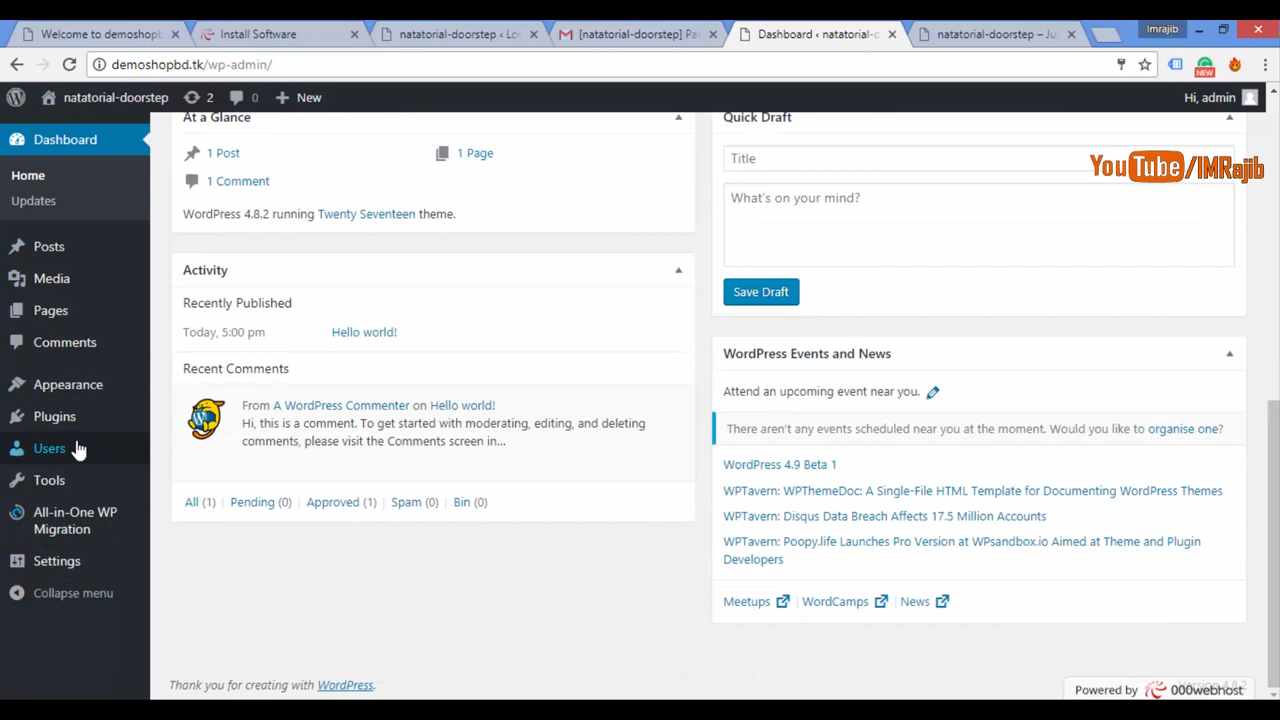 Welcome to demoshopb
Install Software
natatorial-doorstep ‹ Lo
[natatorial-doorstep] Pa
Dashboard ‹ natatorial-d
natatorial-doorstep – Ju
Imrajib
demoshopbd.tk/wp-admin/
NEW
natatorial-doorstep
2
0
New
Hi, admin
Dashboard
Home
Updates
Posts
Media
Pages
Comments
Appearance
Plugins
Users
Tools
All-in-One WP
Migration
Settings
Collapse menu
At a Glance
1 Post
1 Page
1 Comment
WordPress 4.8.2 running Twenty Seventeen theme.
Activity
Recently Published
Today, 5:00 pm
Hello world!
Recent Comments
From A WordPress Commenter on Hello world!
Hi, this is a comment. To get started with moderating, editing, and deleting
comments, please visit the Comments screen in...
All (1) | Pending (0) | Approved (1) | Spam (0) | Bin (0)
Quick Draft
Title
YouTube/IMRajib
What's on your mind?
Save Draft
WordPress Events and News
Attend an upcoming event near you.
There aren't any events scheduled near you at the moment. Would you like to organise one?
WordPress 4.9 Beta 1
WPTavern: WPThemeDoc: A Single-File HTML Template for Documenting WordPress Themes
WPTavern: Disqus Data Breach Affects 17.5 Million Accounts
WPTavern: Poopy.life Launches Pro Version at WPsandbox.io Aimed at Theme and Plugin
Developers
Meetups | WordCamps | News
Thank you for creating with WordPress.
Version 4.8.2
Powered by 000webhost